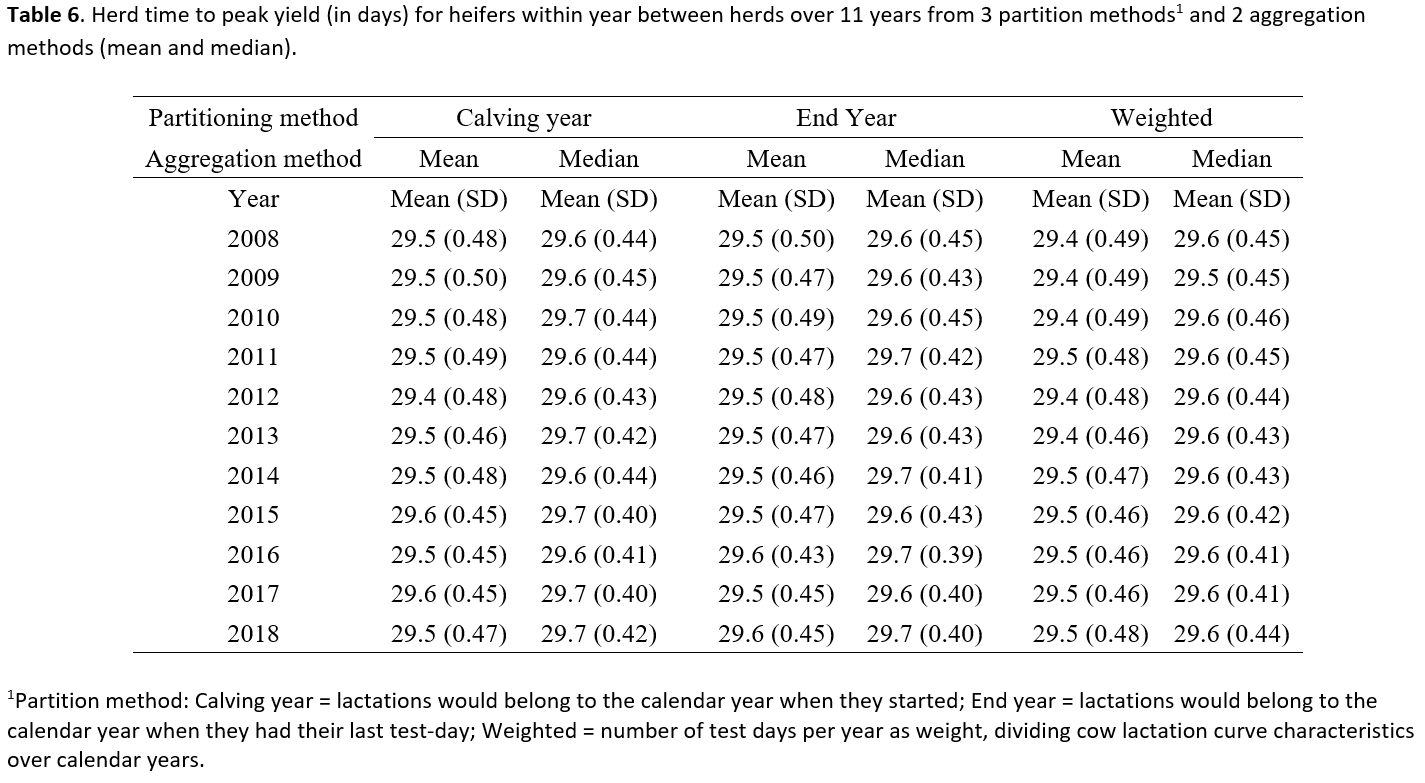 Table 6. Herd time to peak yield (in days) for heifers within year between herds over 11 years from 3 partition methods¹ and 2 aggregation
methods (mean and median).
Partitioning method Calving year End Year Weighted
Aggregation method Mean Median Mean Median Mean Median
Year Mean (SD) Mean (SD) Mean (SD) Mean (SD) Mean (SD) Mean (SD)
2008 29.5 (0.48) 29.6 (0.44) 29.5 (0.50) 29.6 (0.45) 29.4 (0.49) 29.6 (0.45)
2009 29.5 (0.50) 29.6 (0.45) 29.5 (0.47) 29.6 (0.43) 29.4 (0.49) 29.5 (0.45)
2010 29.5 (0.48) 29.7 (0.44) 29.5 (0.49) 29.6 (0.45) 29.4 (0.49) 29.6 (0.46)
2011 29.5 (0.49) 29.6 (0.44) 29.5 (0.47) 29.7 (0.42) 29.5 (0.48) 29.6 (0.45)
2012 29.4 (0.48) 29.6 (0.43) 29.5 (0.48) 29.6 (0.43) 29.4 (0.48) 29.6 (0.44)
2013 29.5 (0.46) 29.7 (0.42) 29.5 (0.47) 29.6 (0.43) 29.4 (0.46) 29.6 (0.43)
2014 29.5 (0.48) 29.6 (0.44) 29.5 (0.46) 29.7 (0.41) 29.5 (0.47) 29.6 (0.43)
2015 29.6 (0.45) 29.7 (0.40) 29.5 (0.47) 29.6 (0.43) 29.5 (0.46) 29.6 (0.42)
2016 29.5 (0.45) 29.6 (0.41) 29.6 (0.43) 29.7 (0.39) 29.5 (0.46) 29.6 (0.41)
2017 29.6 (0.45) 29.7 (0.40) 29.5 (0.45) 29.6 (0.40) 29.5 (0.46) 29.6 (0.41)
2018 29.5 (0.47) 29.7 (0.42) 29.6 (0.45) 29.7 (0.40) 29.5 (0.48) 29.6 (0.44)
¹Partition method: Calving year = lactations would belong to the calendar year when they started; End year = lactations would belong to the
calendar year when they had their last test-day; Weighted = number of test days per year as weight, dividing cow lactation curve characteristics
over calendar years.